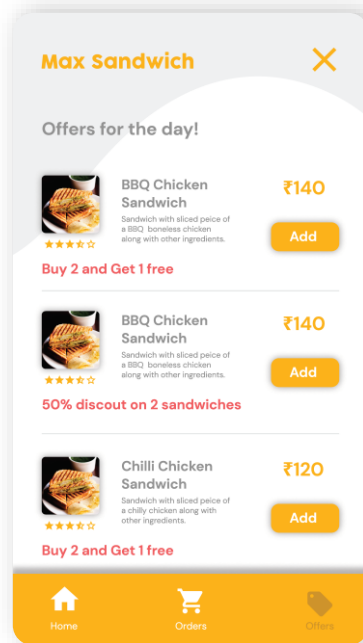 Max Sandwich
Offers for the day!
BBQ Chicken
Sandwich
₹140
Sandwich with sliced peice of
a BBQ boneless chicken
along with other ingredients.
Add
Buy 2 and Get 1 free
BBQ Chicken
Sandwich
₹140
Sandwich with sliced peice of
a BBQ boneless chicken
along with other ingredients.
Add
50% discout on 2 sandwiches
Chilli Chicken
Sandwich
₹120
Sandwich with sliced peice of
a chilly chicken along with
other ingredients.
Add
Buy 2 and Get 1 free
Home
Orders
Offers